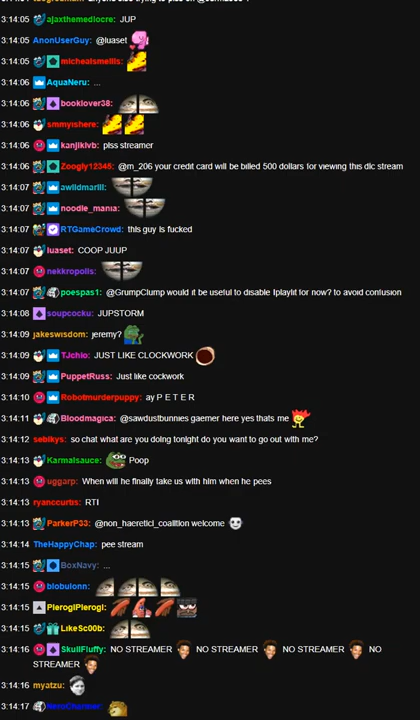 3:14:05 ajaxthemediocre: JUP
3:14:05 AnonUserGuy: @luaset
3:14:05 michealsmells:
3:14:06 AquaNeru: ...
3:14:06 booklover38:
3:14:06 smmyishere:
3:14:06 kanjikivb: plss streamer
3:14:06 Zoogly12345: @m_206 your credit card will be billed 500 dollars for viewing this dlc stream
3:14:07 awildmarill:
3:14:07 noodle_mania:
3:14:07 RTGameCrowd: this guy is fucked
3:14:07 luaset: COOP JUUP
3:14:07 nekkropolis:
3:14:07 poespas1: @GrumpClump would it be useful to disable !playlit for now? to avoid confusion
3:14:08 soupcocku: JUPSTORM
3:14:09 jakeswisdom: jeremy?
3:14:09 TJchlo: JUST LIKE CLOCKWORK
3:14:09 PuppetRuss: Just like cockwork
3:14:10 Robotmurderpuppy: ay P E T E R
3:14:11 Bloodmagica: @sawdustbunnies gaemer here yes thats me
3:14:12 sebikys: so chat what are you doing tonight do you want to go out with me?
3:14:13 Karmalsauce: Poop
3:14:13 uggarp: When will he finally take us with him when he pees
3:14:13 ryanccurtis: RTI
3:14:13 ParkerP33: @non_haeretici_coalition welcome
3:14:14 TheHappyChap: pee stream
3:14:15 BoxNavy: ...
3:14:15 blobuionn:
3:14:15 PierogiPierogi:
3:14:15 LikeSc00b:
3:14:16 SkullFluffy: NO STREAMER NO STREAMER NO STREAMER NO
STREAMER
3:14:16 myatzu:
3:14:17